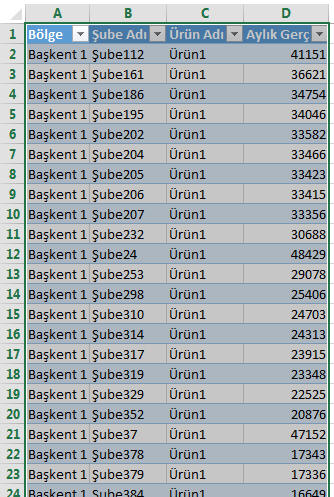 A B C D
1 Bölge Şube Adı Ürün Adı Aylık Gerç
2 Başkent 1 Şube112 Ürün1 41151
3 Başkent 1 Şube161 Ürün1 36621
4 Başkent 1 Şube186 Ürün1 34754
5 Başkent 1 Şube195 Ürün1 34046
6 Başkent 1 Şube202 Ürün1 33582
7 Başkent 1 Şube204 Ürün1 33466
8 Başkent 1 Şube205 Ürün1 33423
9 Başkent 1 Şube206 Ürün1 33415
10 Başkent 1 Şube207 Ürün1 33356
11 Başkent 1 Şube232 Ürün1 30688
12 Başkent 1 Şube24 Ürün1 48429
13 Başkent 1 Şube253 Ürün1 29078
14 Başkent 1 Şube298 Ürün1 25406
15 Başkent 1 Şube310 Ürün1 24703
16 Başkent 1 Şube314 Ürün1 24313
17 Başkent 1 Şube317 Ürün1 23915
18 Başkent 1 Şube319 Ürün1 23348
19 Başkent 1 Şube329 Ürün1 22525
20 Başkent 1 Şube352 Ürün1 20876
21 Başkent 1 Şube37 Ürün1 47152
22 Başkent 1 Şube378 Ürün1 17343
23 Başkent 1 Şube379 Ürün1 17336
24 Başkent 1 Şube384 Ürün1 16649